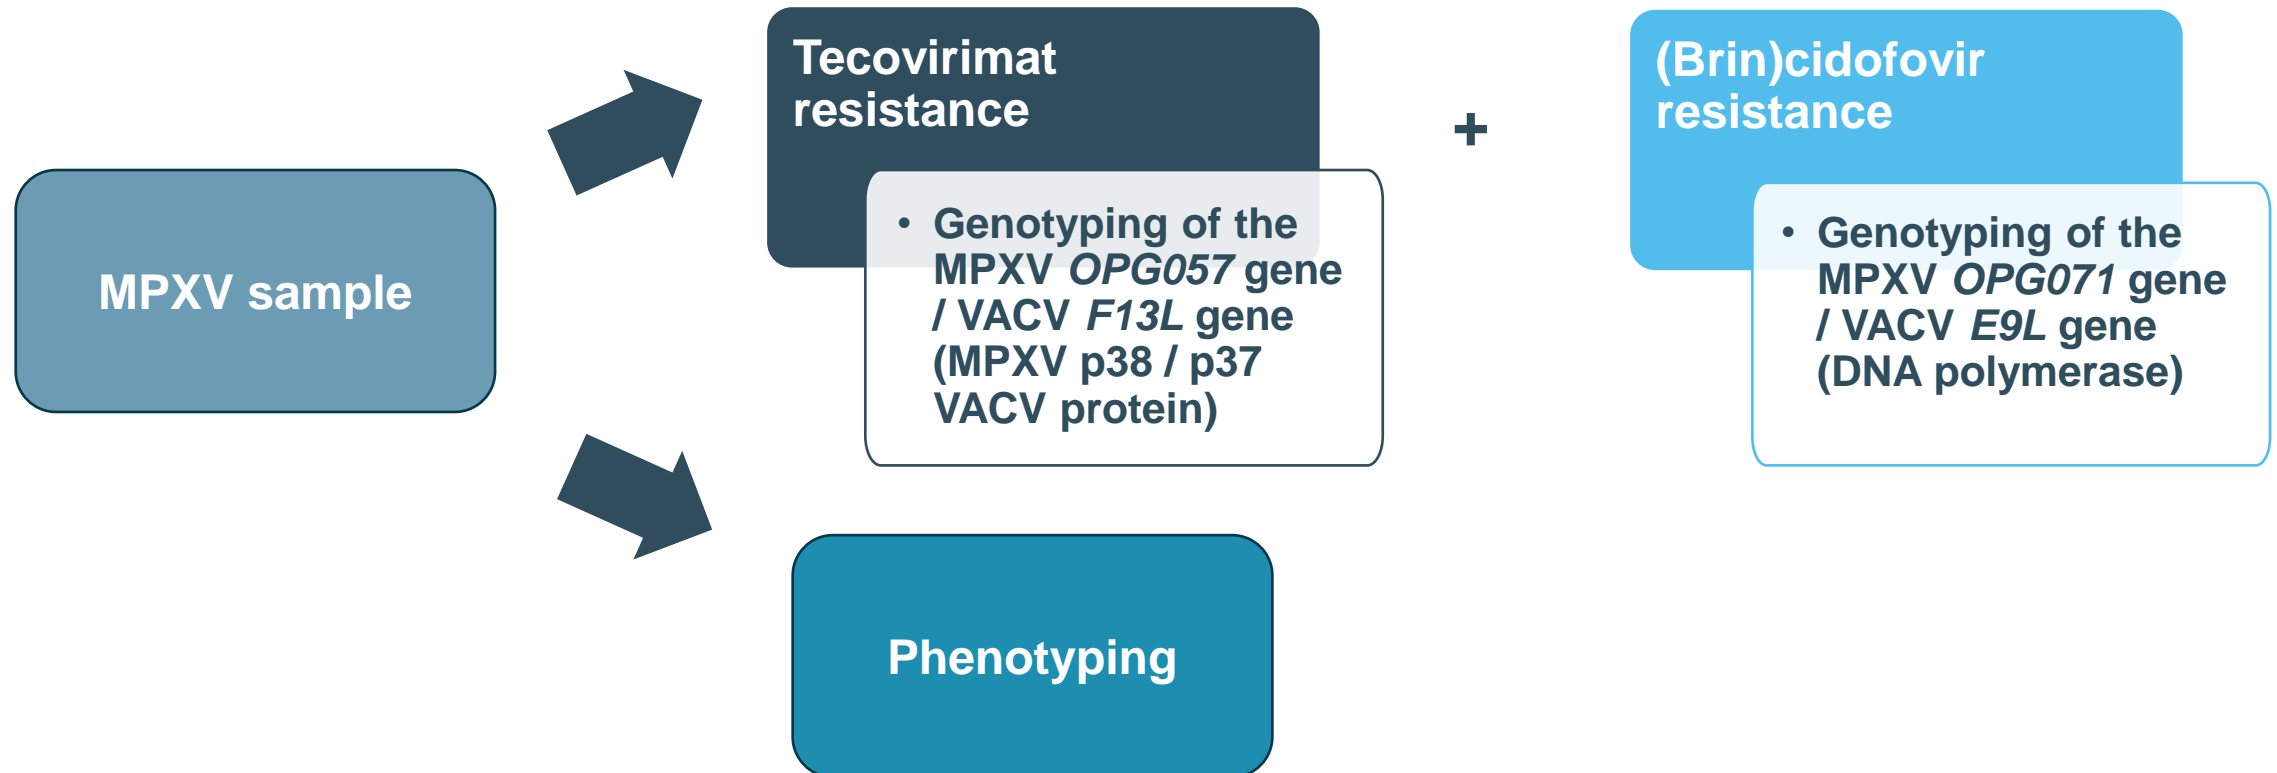 MPXV sample
Tecovirimat
resistance
• Genotyping of the
MPXV OPG057 gene
/ VACV F13L gene
(MPXV p38 / p37
VACV protein)
+
(Brin)cidofovir
resistance
• Genotyping of the
MPXV OPG071 gene
/ VACV E9L gene
(DNA polymerase)
Phenotyping